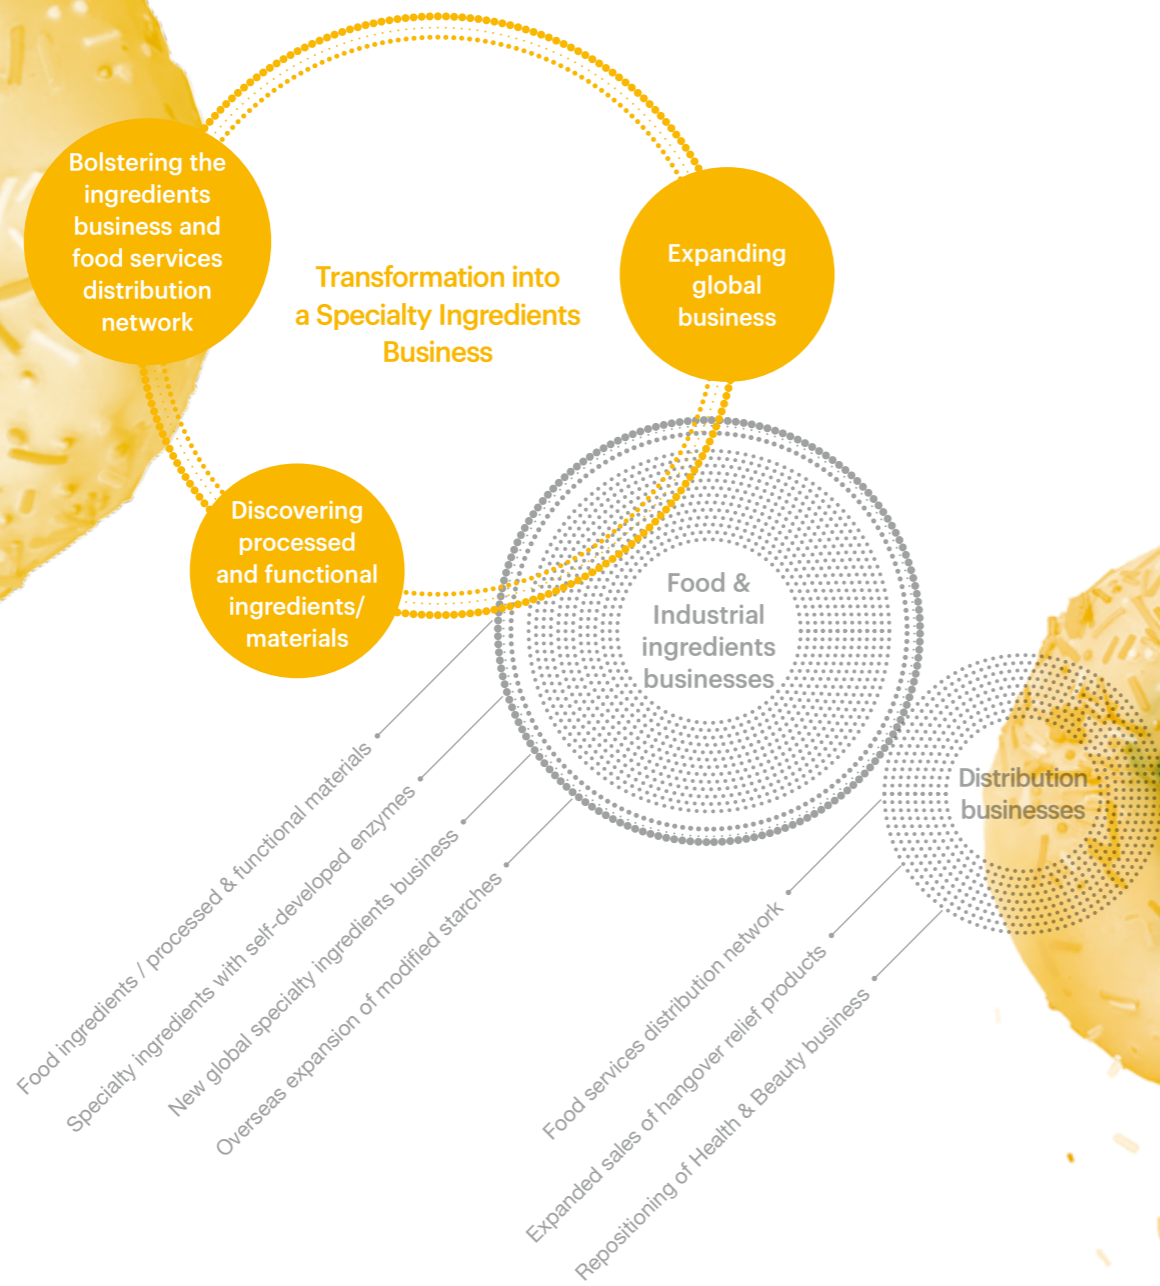 Bolstering the
ingredients
business and
food services
distribution
network
Transformation into
a Specialty Ingredients
Business
Expanding
global
business
Discovering
processed
and functional
ingredients/
materials
Food &
Industrial
ingredients
businesses
Distribution
businesses
Food ingredients / processed & functional materials
Specialty ingredients with self-developed enzymes
New global specialty ingredients business
Overseas expansion of modified starches
Food services distribution network
Expanded sales of hangover relief products
Repositioning of Health & Beauty business